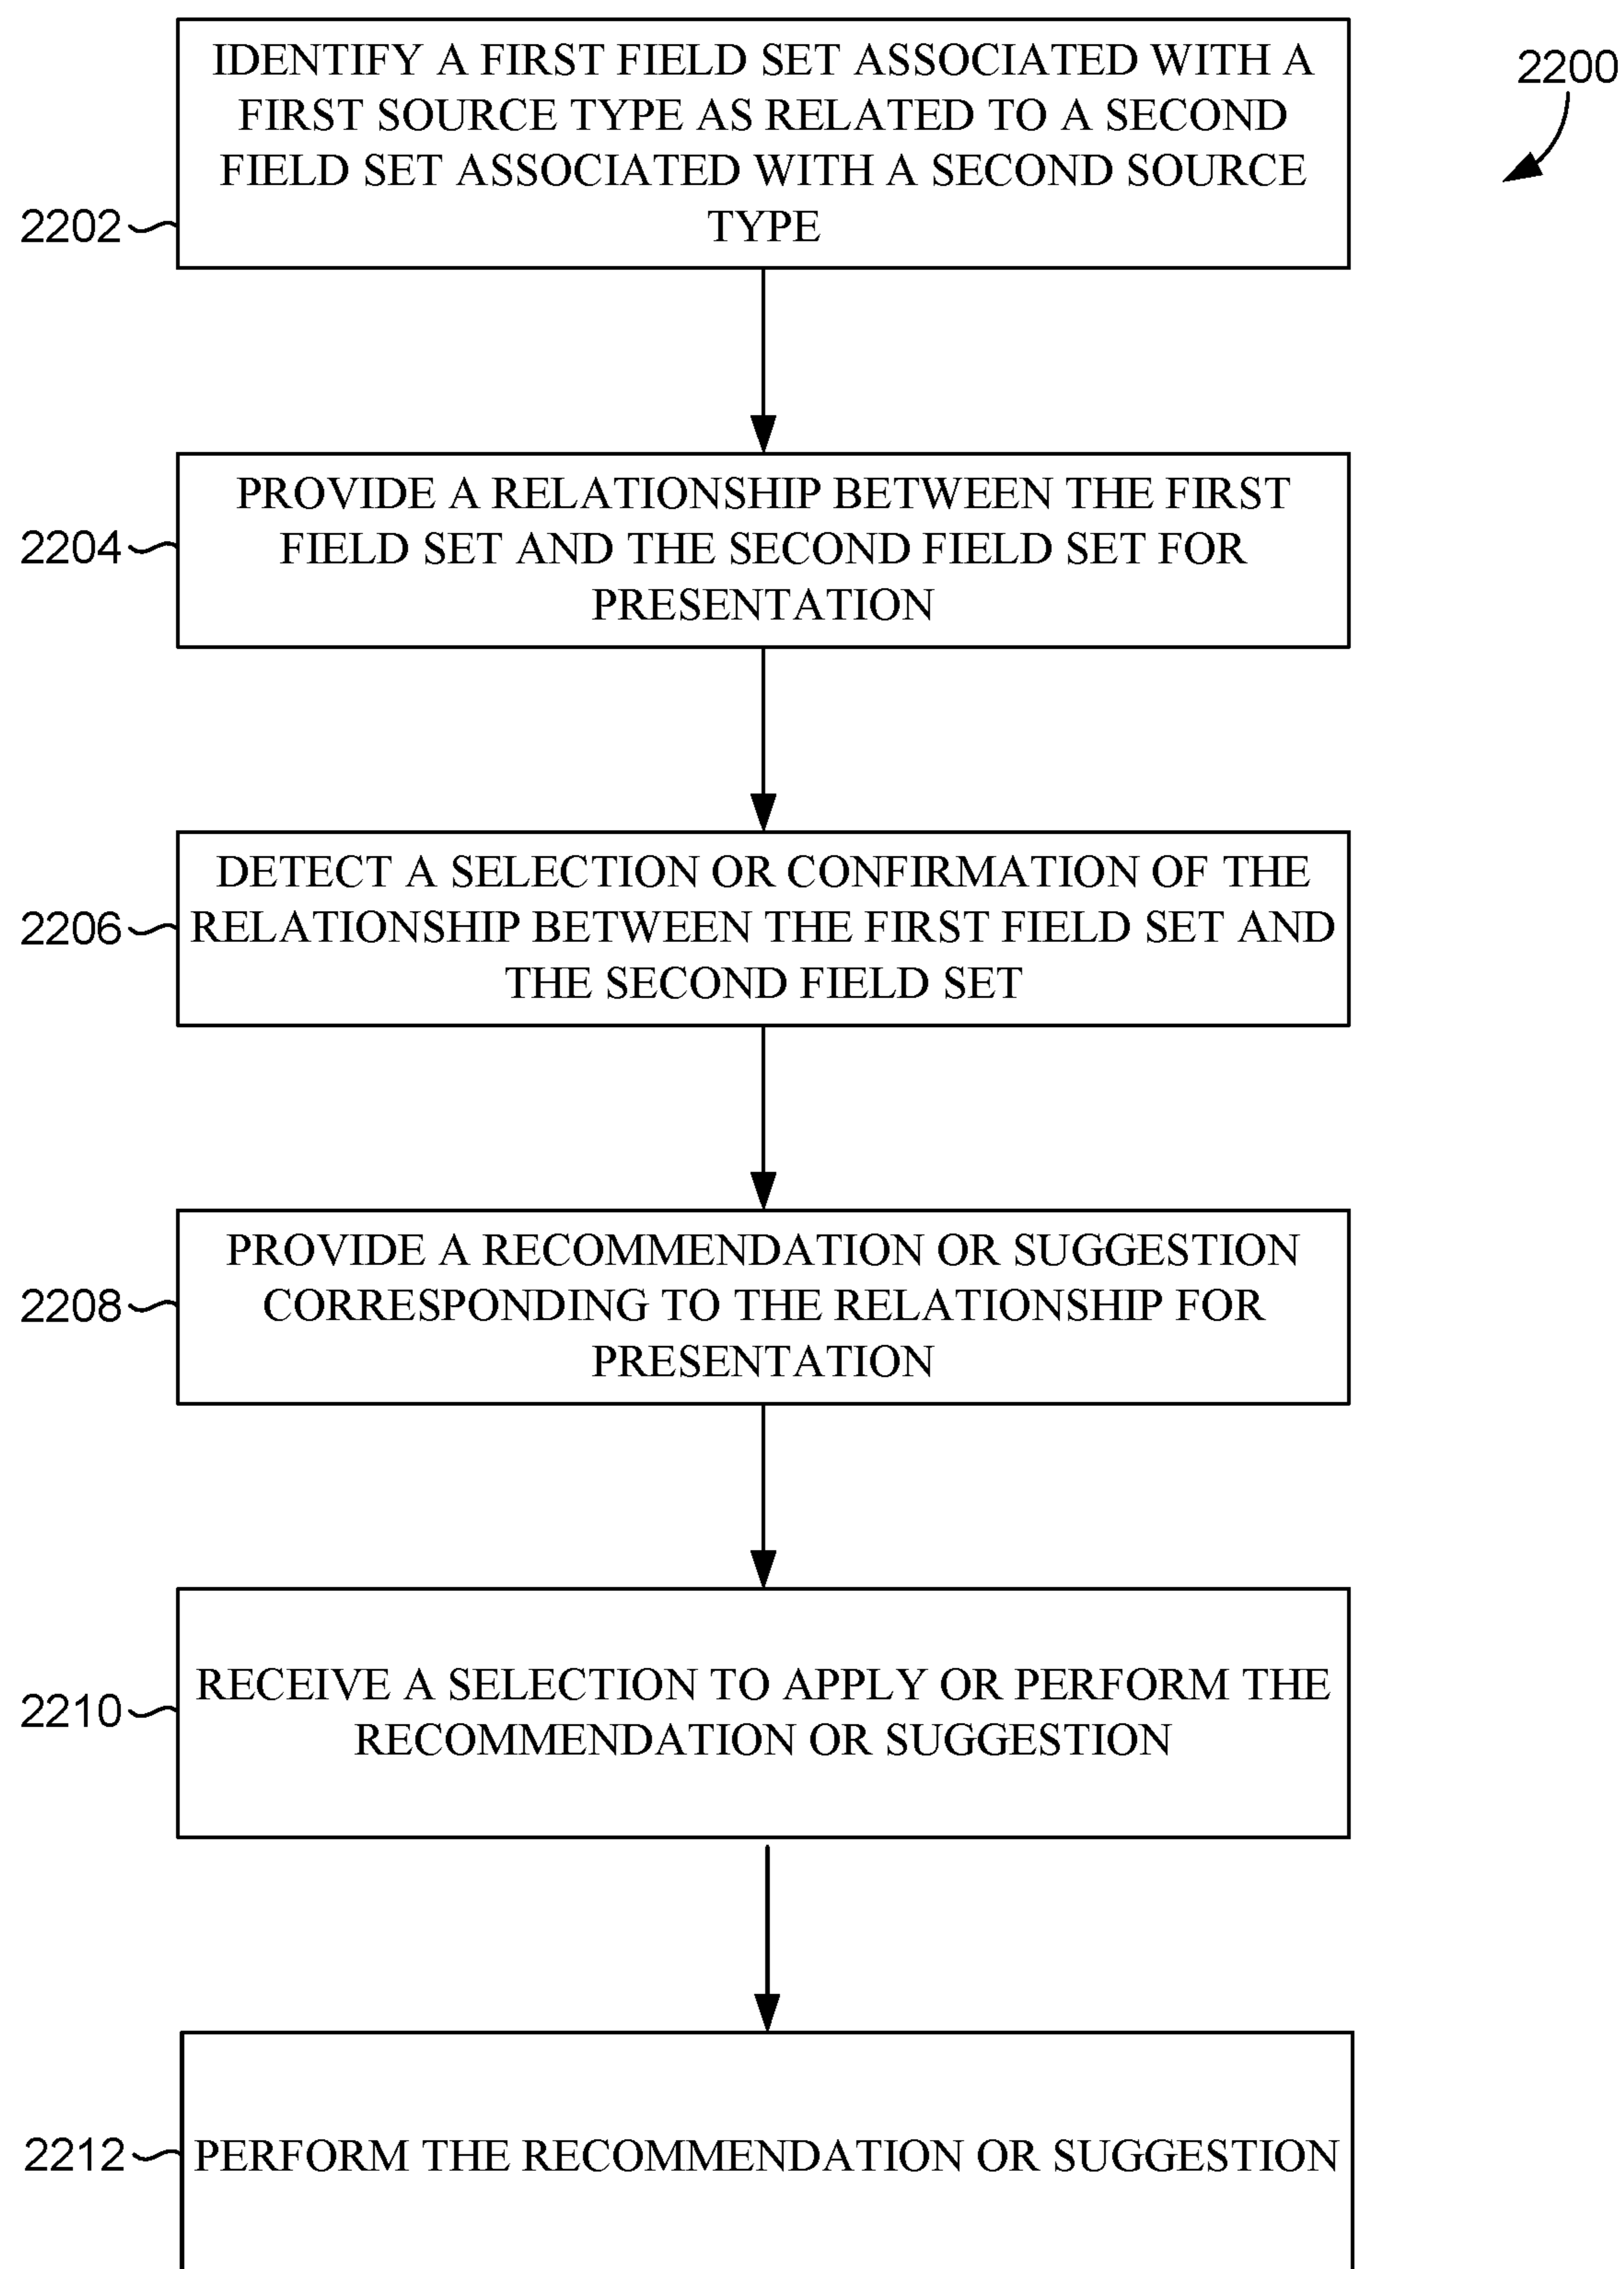 IDENTIFY A FIRST FIELD SET ASSOCIATED WITH A
FIRST SOURCE TYPE AS RELATED TO A SECOND
FIELD SET ASSOCIATED WITH A SECOND SOURCE
TYPE
2200
2202
PROVIDE A RELATIONSHIP BETWEEN THE FIRST
FIELD SET AND THE SECOND FIELD SET FOR
PRESENTATION
2204
DETECT A SELECTION OR CONFIRMATION OF THE
RELATIONSHIP BETWEEN THE FIRST FIELD SET AND
THE SECOND FIELD SET
2206
PROVIDE A RECOMMENDATION OR SUGGESTION
CORRESPONDING TO THE RELATIONSHIP FOR
PRESENTATION
2208
RECEIVE A SELECTION TO APPLY OR PERFORM THE
RECOMMENDATION OR SUGGESTION
2210
PERFORM THE RECOMMENDATION OR SUGGESTION
2212